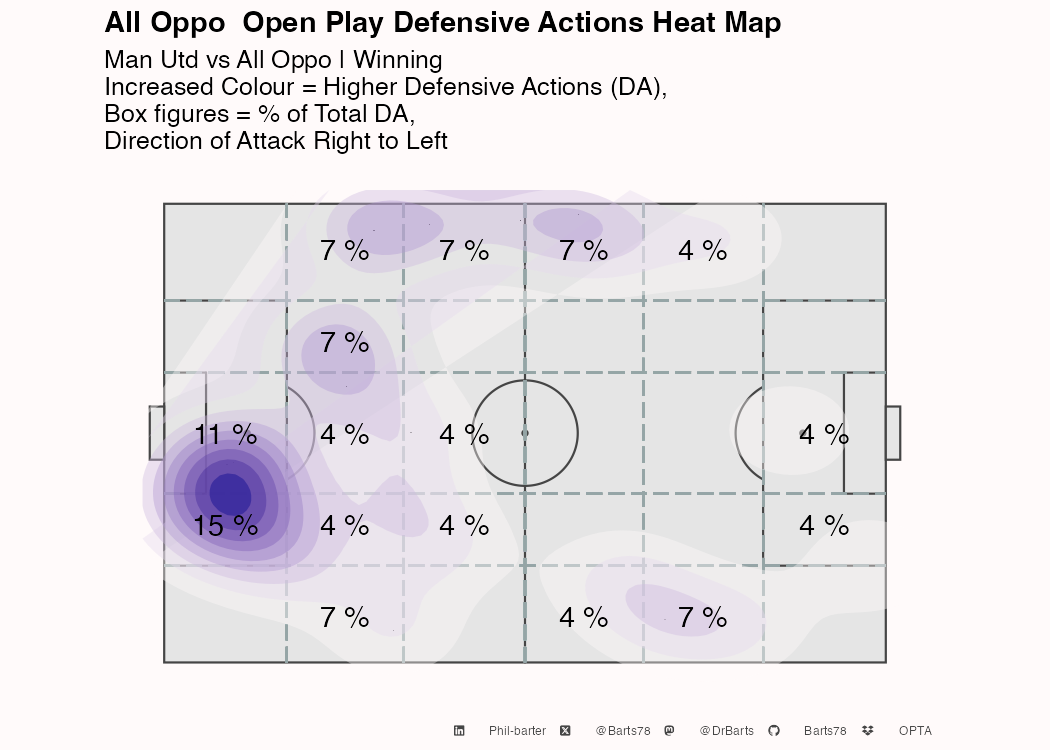 All Oppo  Open Play Defensive Actions Heat Map
Man Utd vs All Oppo | Winning
Increased Colour = Higher Defensive Actions (DA),
Box figures = % of Total DA,
Direction of Attack Right to Left
7 % 7 % 7 % 4 %
7 %
11 % 4 % 4 % 4 %
15 % 4 % 4 % 4 %
7 % 4 % 7 %
Phil-barter @Barts78 @DrBarts Barts78 OPTA